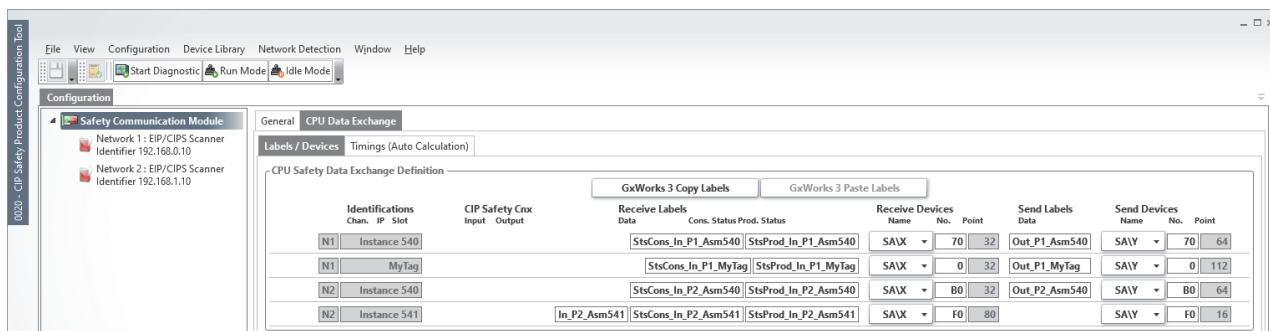 0020 - CIP Safety Product Configuration Tool
File View Configuration Device Library Network Detection Window Help
Start Diagnostic Run Mode Idle Mode
Configuration
Safety Communication Module
Network 1 : EIP/CIPS Scanner
Identifier 192.168.0.10
Network 2 : EIP/CIPS Scanner
Identifier 192.168.1.10
General CPU Data Exchange
Labels / Devices Timings (Auto Calculation)
CPU Safety Data Exchange Definition
GxWorks 3 Copy Labels GxWorks 3 Paste Labels
Identifications CIP Safety Cnx Receive Labels Receive Devices Send Labels Send Devices
Chan. IP Slot Input Output Data Cons. Status Prod. Status Name No. Point Data Name No. Point
N1 Instance 540 StsCons_In_P1_Asm540 StsProd_In_P1_Asm540 SA\X 70 32 Out_P1_Asm540 SA\Y 70 64
N1 MyTag StsCons_In_P1_MyTag StsProd_In_P1_MyTag SA\X 0 32 Out_P1_MyTag SA\Y 0 112
N2 Instance 540 StsCons_In_P2_Asm540 StsProd_In_P2_Asm540 SA\X B0 32 Out_P2_Asm540 SA\Y B0 64
N2 Instance 541 In_P2_Asm541 StsCons_In_P2_Asm541 StsProd_In_P2_Asm541 SA\X F0 80 SA\Y F0 16